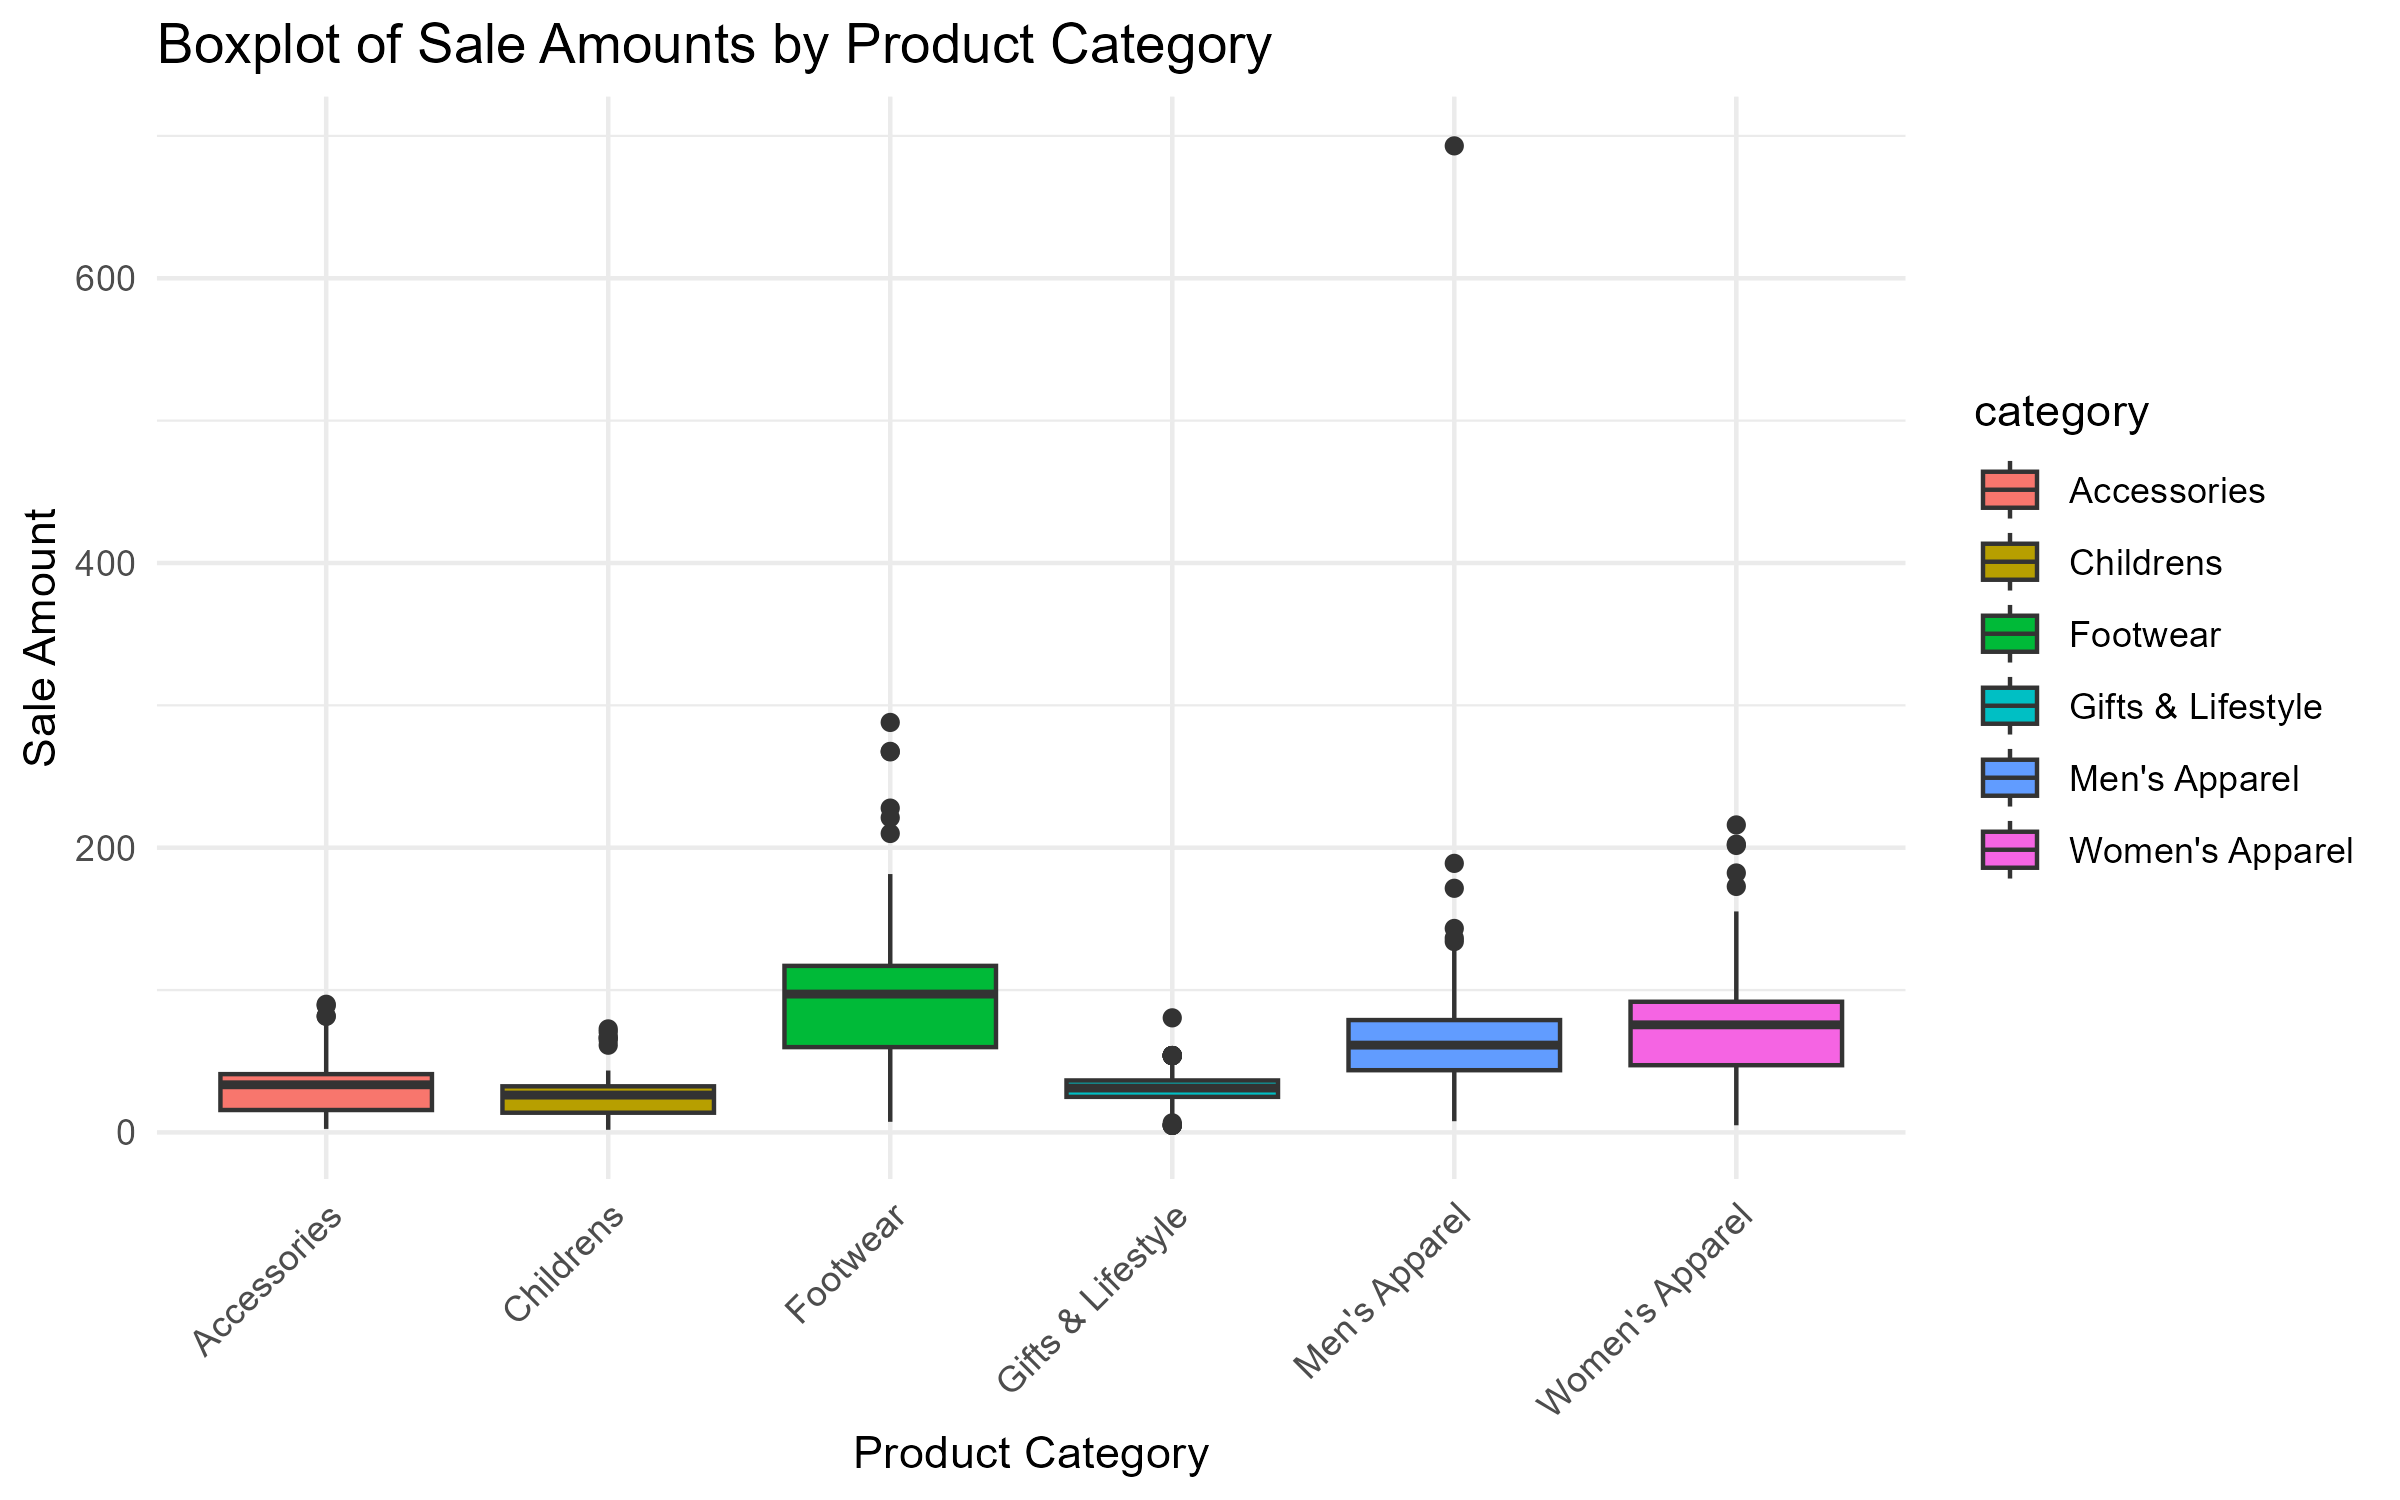 Boxplot of Sale Amounts by Product Category
Sale Amount
600
400
200
0
Accessories
Childrens
Footwear
Gifts & Lifestyle
Men's Apparel
Women's Apparel
Product Category
category
Accessories
Childrens
Footwear
Gifts & Lifestyle
Men's Apparel
Women's Apparel